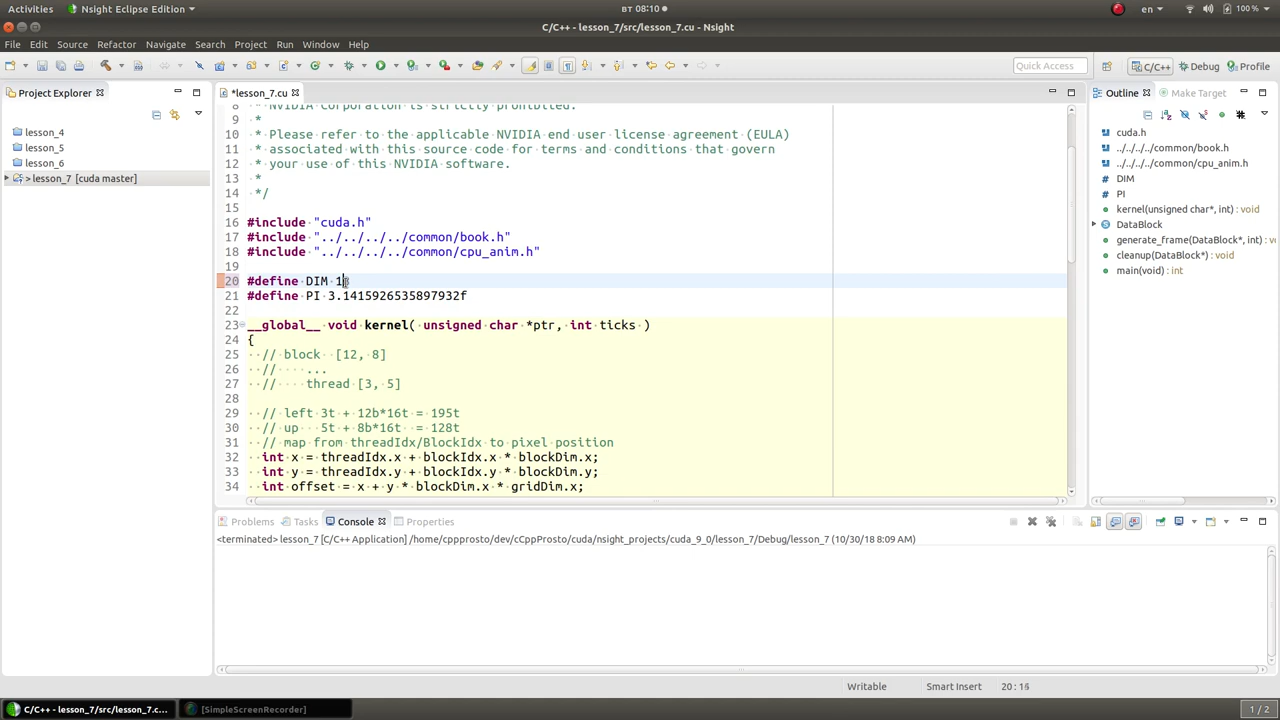 Activities
Nsight Eclipse Edition
вт 08:10
en
100 %
C/C++ - lesson_7/src/lesson_7.cu - Nsight
File Edit Source Refactor Navigate Search Project Run Window Help
Quick Access
C/C++
Debug
Profile
Project Explorer
lesson_4
lesson_5
lesson_6
> lesson_7 [cuda master]
*lesson_7.cu
8 * NVIDIA Corporation is strictly prohibited.
9 *
10 * Please refer to the applicable NVIDIA end user license agreement (EULA)
11 * associated with this source code for terms and conditions that govern
12 * your use of this NVIDIA software.
13 *
14 */
15
16 #include "cuda.h"
17 #include "../../../../common/book.h"
18 #include "../../../../common/cpu_anim.h"
19
20 #define DIM 1
21 #define PI 3.1415926535897932f
22
23 __global__ void kernel( unsigned char *ptr, int ticks )
24 {
25 // block [12, 8]
26 // ...
27 // thread [3, 5]
28
29 // left 3t + 12b*16t = 195t
30 // up 5t + 8b*16t = 128t
31 // map from threadIdx/BlockIdx to pixel position
32 int x = threadIdx.x + blockIdx.x * blockDim.x;
33 int y = threadIdx.y + blockIdx.y * blockDim.y;
34 int offset = x + y * blockDim.x * gridDim.x;
Outline
Make Target
cuda.h
../../../../common/book.h
../../../../common/cpu_anim.h
# DIM
# PI
kernel(unsigned char*, int) : void
DataBlock
generate_frame(DataBlock*, int) : vo
cleanup(DataBlock*) : void
main(void) : int
Problems
Tasks
Console
Properties
<terminated> lesson_7 [C/C++ Application] /home/cppprosto/dev/cCppProsto/cuda/nsight_projects/cuda_9_0/lesson_7/Debug/lesson_7 (10/30/18 8:09 AM)
Writable
Smart Insert
C/C++ - lesson_7/src/lesson_7.c...
[SimpleScreenRecorder]
1 / 2